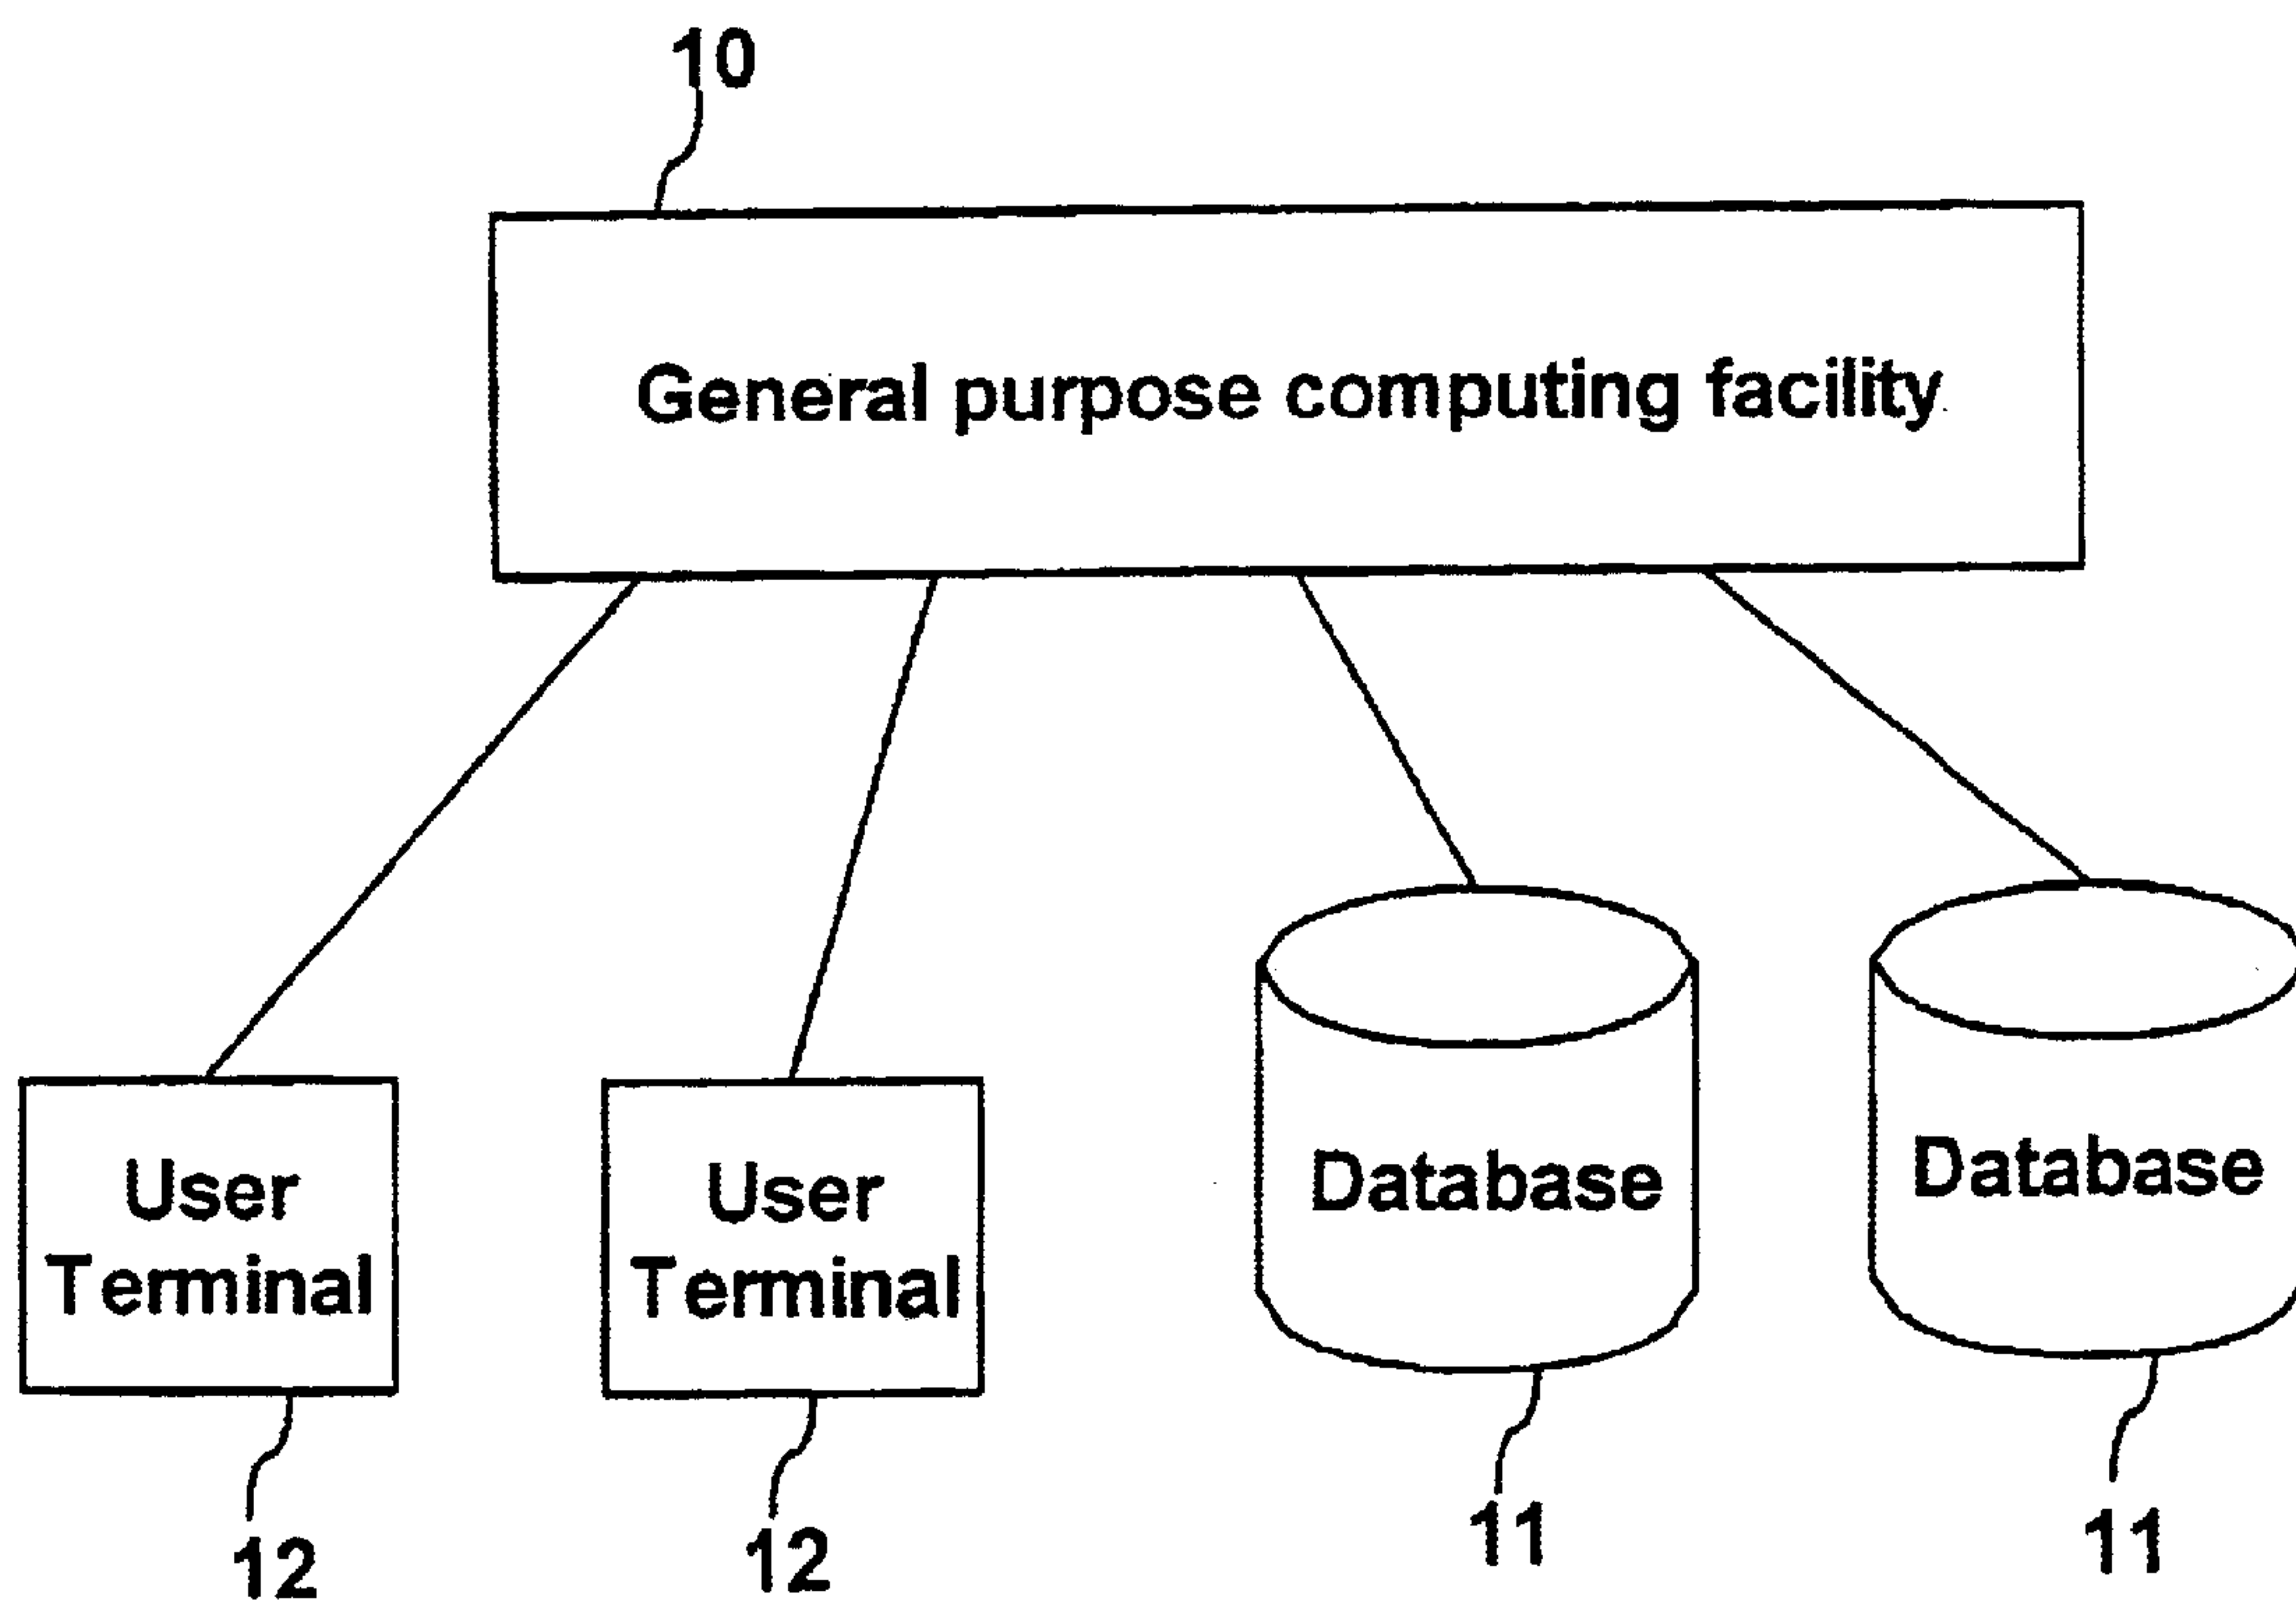 10
General purpose computing facility
User
Terminal
User
Terminal
Database
Database
12
12
11
11